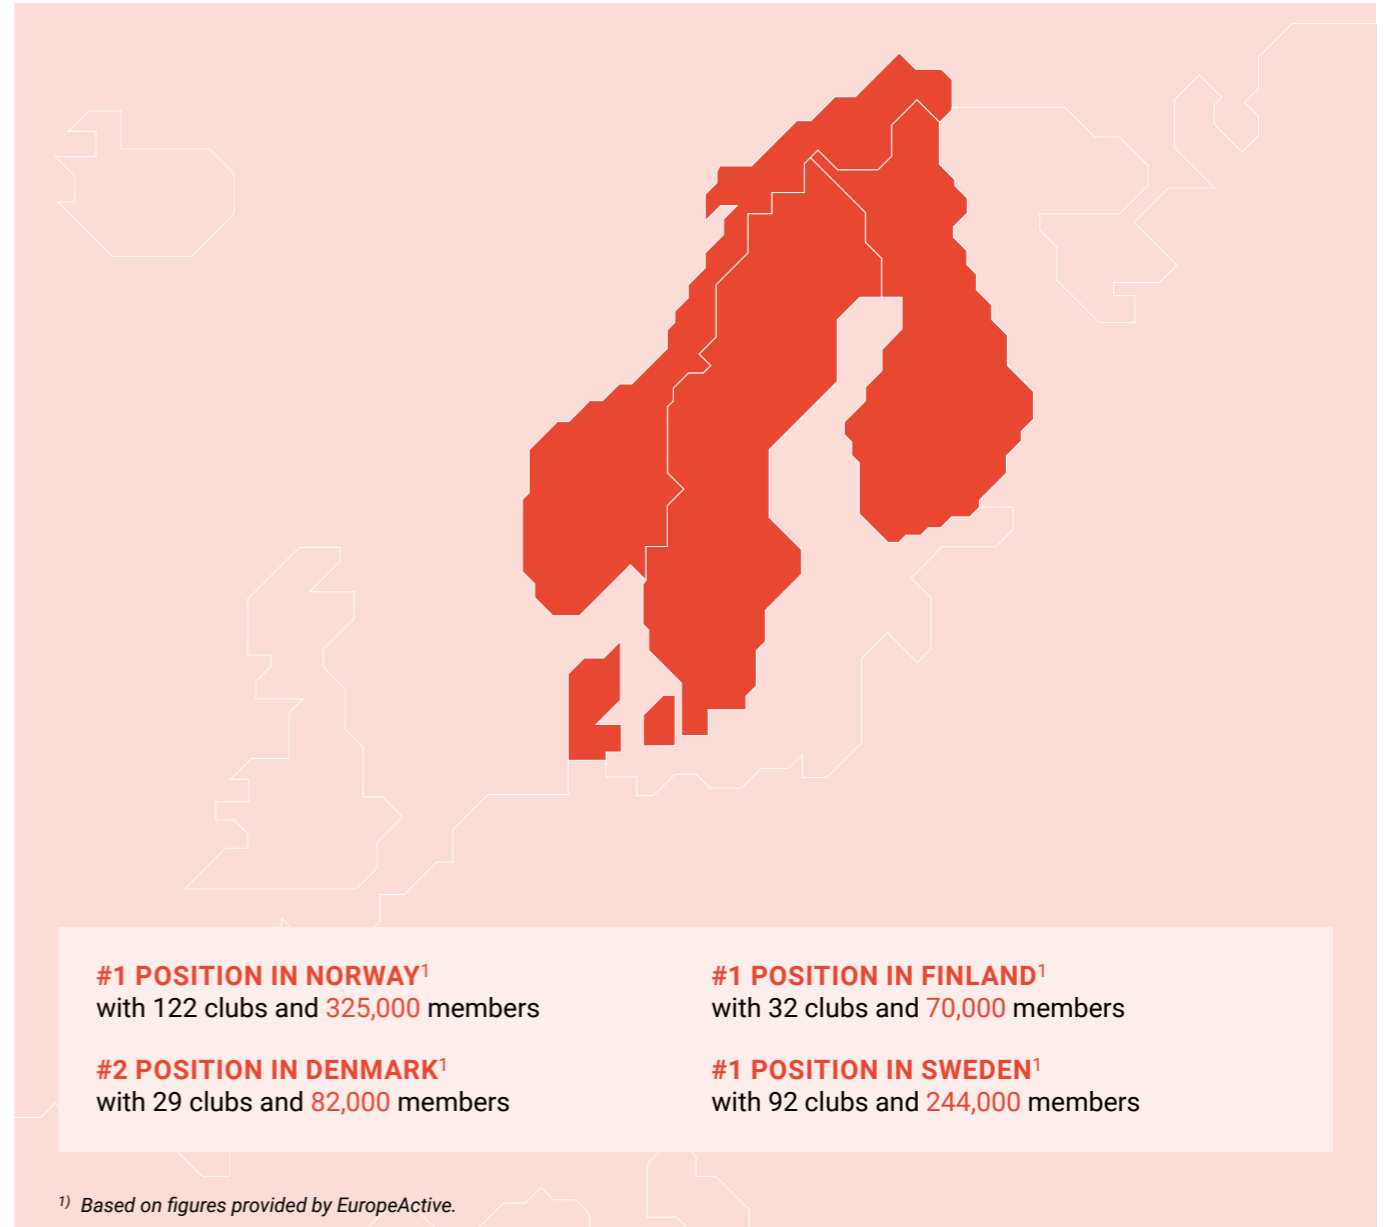 #1 POSITION IN NORWAY¹
with 122 clubs and 325,000 members
#2 POSITION IN DENMARK¹
with 29 clubs and 82,000 members
#1 POSITION IN FINLAND¹
with 32 clubs and 70,000 members
#1 POSITION IN SWEDEN¹
with 92 clubs and 244,000 members
¹⁾ Based on figures provided by EuropeActive.